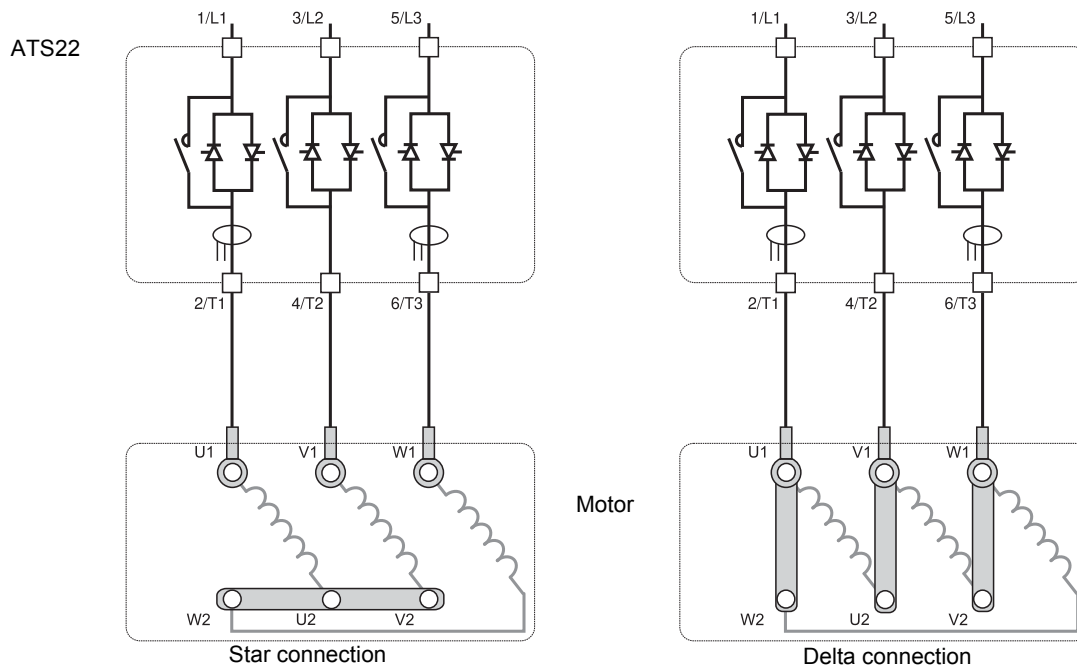 1/L1 3/L2 5/L3 1/L1 3/L2 5/L3
ATS22
2/T1 4/T2 6/T3 2/T1 4/T2 6/T3
U1 V1 W1 U1 V1 W1
Motor
W2 U2 V2 W2 U2 V2
Star connection Delta connection